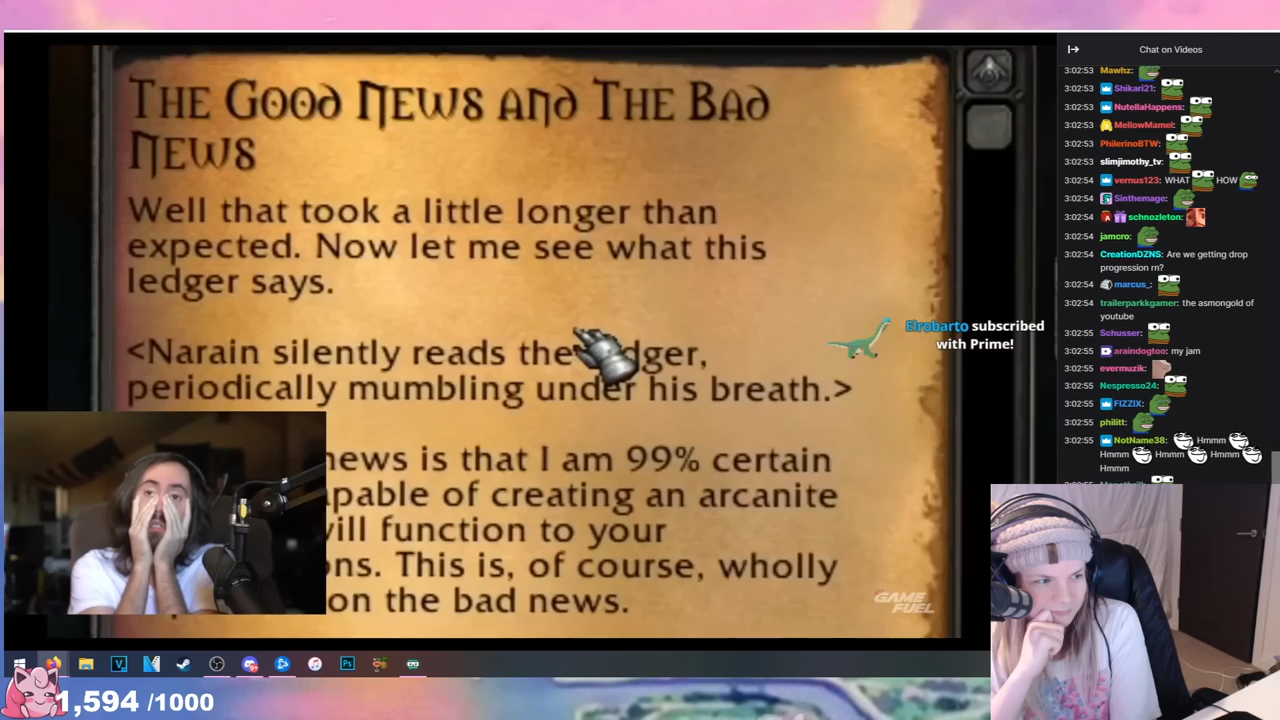 The Good News and The Bad
News
Well that took a little longer than
expected. Now let me see what this
ledger says.
<Narain silently reads the dger,
periodically mumbling under his breath.>
news is that I am 99% certain
apable of creating an arcanite
vill function to your
ons. This is, of course, wholly
on the bad news.
Elrobarto subscribed
with Prime!
GAME
FUEL
Chat on Videos
3:02:53 Mawhz:
3:02:53 Shikari21:
3:02:53 NutellaHappens:
3:02:53 MellowMamel:
3:02:53 PhilerinoBTW:
3:02:53 slimjimothy_tv:
3:02:54 vernus123: WHAT HOW
3:02:54 Sinthemage:
3:02:54 schnozleton:
3:02:54 jamcro:
3:02:54 CreationDZNS: Are we getting drop
progression rn?
3:02:54 marcus_:
3:02:54 trailerparkkgamer: the asmongold of
youtube
3:02:55 Schusser:
3:02:55 araindogtoo: my jam
3:02:55 evermuzik:
3:02:55 Nespresso24:
3:02:55 FIZZIX:
3:02:55 philitt:
3:02:55 NotName38: Hmmm
Hmmm Hmmm Hmmm
Hmmm
Ps
1,594 /1000